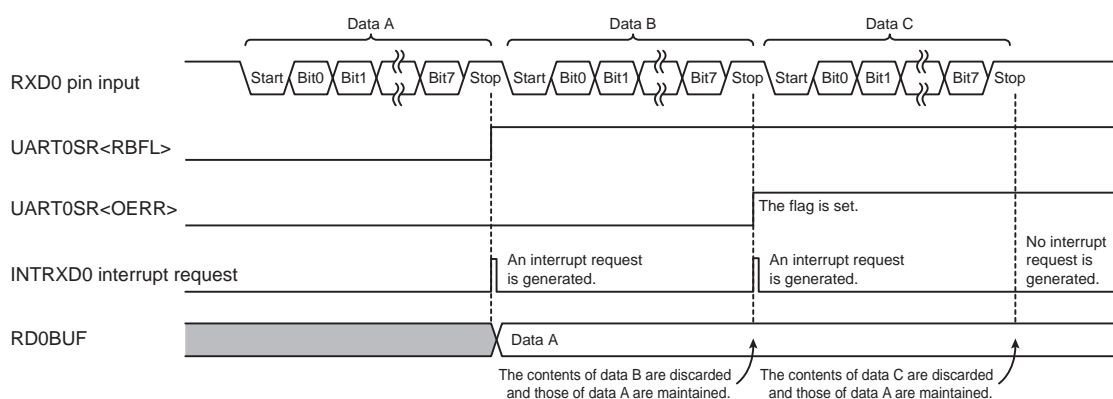 Data A
Data B
Data C
RXD0 pin input
Start Bit0 Bit1 Bit7 Stop Start Bit0 Bit1 Bit7 Stop Start Bit0 Bit1 Bit7 Stop
UART0SR<RBFL>
UART0SR<OERR>
The flag is set.
INTRXD0 interrupt request
An interrupt request
is generated.
An interrupt request
is generated.
No interrupt
request is
generated.
RD0BUF
Data A
The contents of data B are discarded
and those of data A are maintained.
The contents of data C are discarded
and those of data A are maintained.